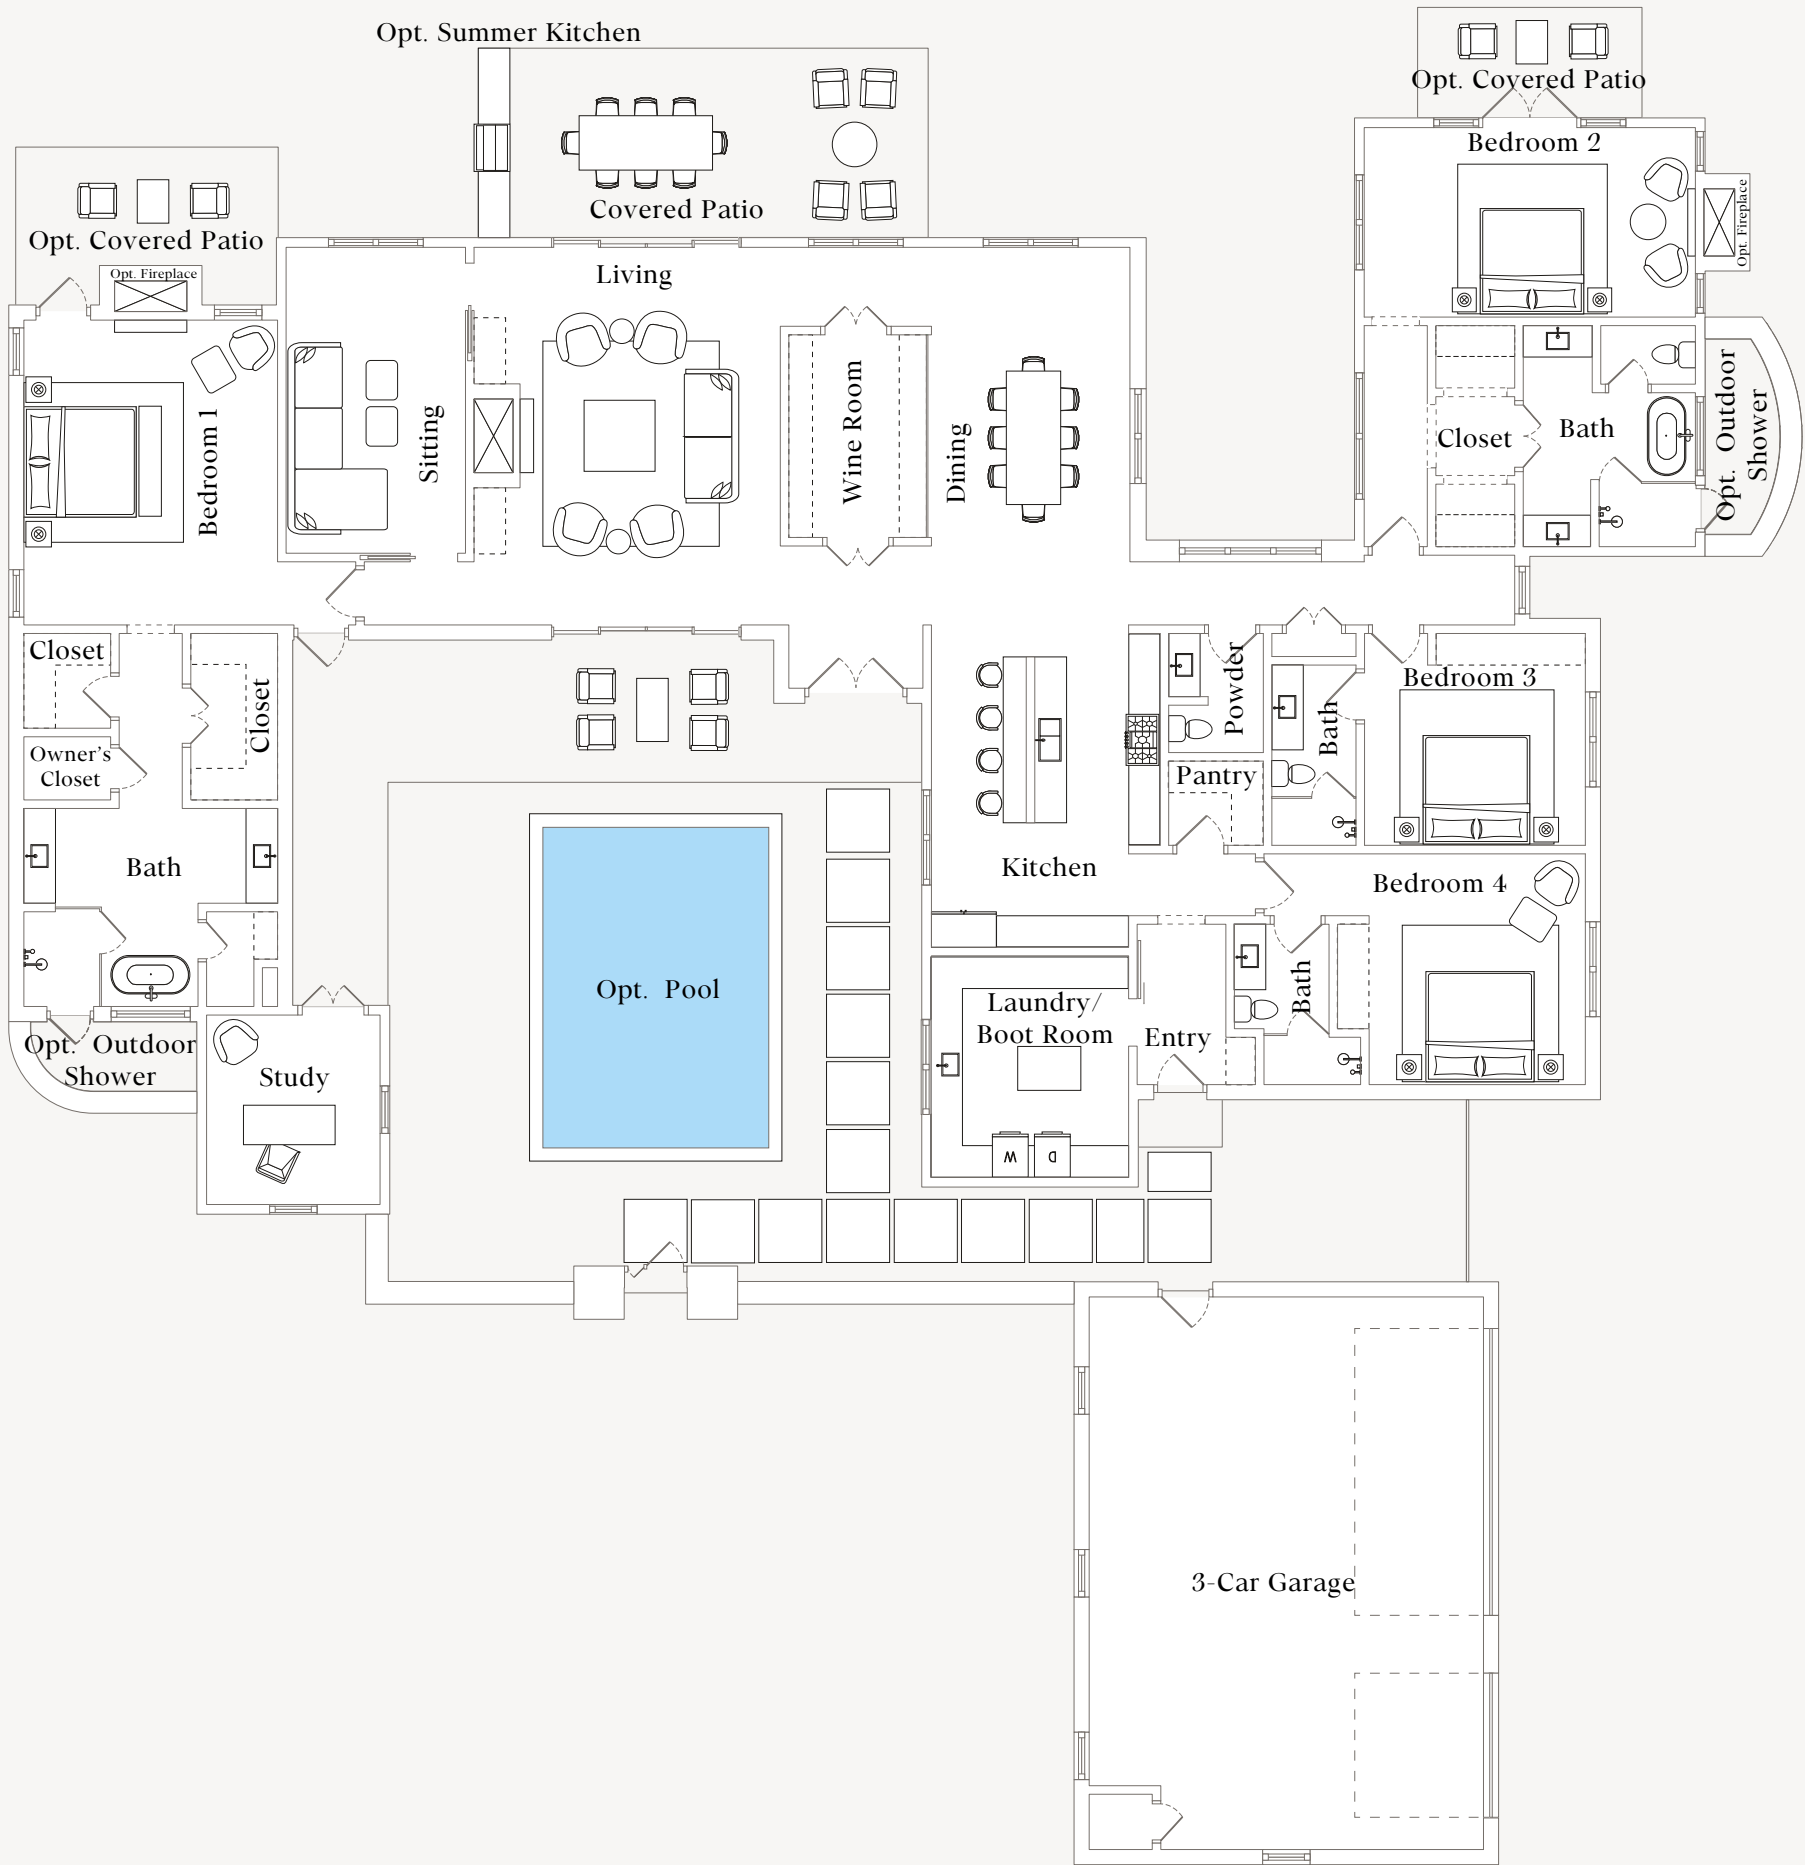 Opt. Summer Kitchen
Opt. Covered Patio
Bedroom 2
Opt. Fireplace
Covered Patio
Opt. Covered Patio
Opt. Fireplace
Living
Bedroom 1
Sitting
Wine Room
Dining
Closet
Bath
Opt. Outdoor
Shower
Closet
Closet
Owner's
Closet
Powder
Bath
Bedroom 3
Pantry
Bath
Kitchen
Bedroom 4
Opt. Pool
Laundry/
Boot Room
Entry
Bath
Opt. Outdoor
Shower
Study
W
D
3-Car Garage